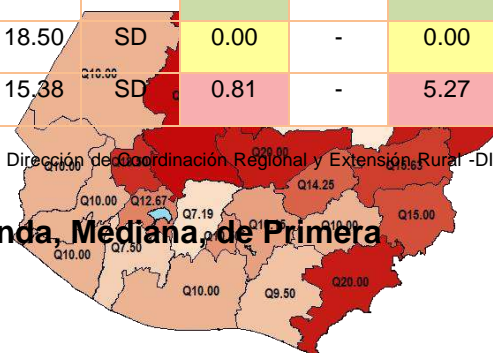 18.50 SD 0.00 - 0.00
Q10.00
15.38 SD 0.81 - 5.27
Dirección de Coordinación Regional y Extensión Rural -DI
Q10.00 Q20.00 Q15.63
Q14.25
Q10.00 Q12.67
Q7.19 Q15.00
nda, Mediana, de Primera
Q10.00 Q7.50 Q10.00
Q20.00
Q10.00 Q9.50